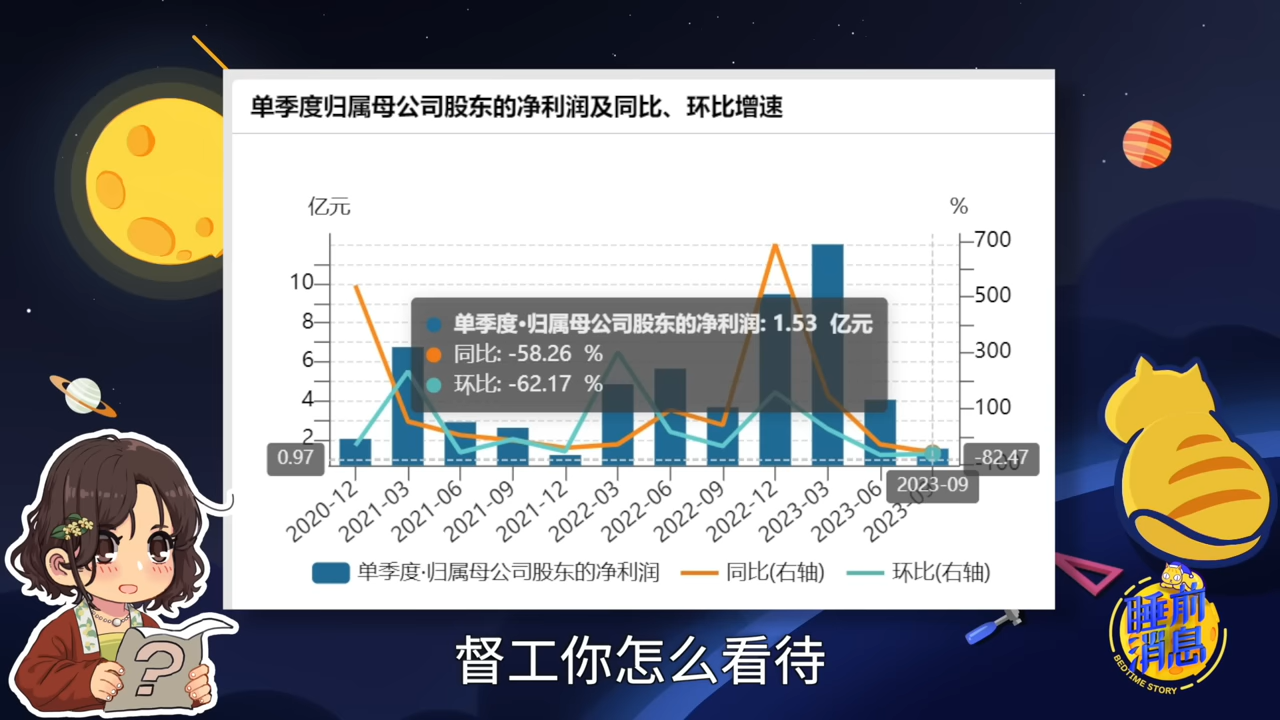 单季度归属母公司股东的净利润及同比、环比增速
亿元
%
700
500
300
100
-100
10
8
6
4
2
单季度·归属母公司股东的净利润: 1.53 亿元
同比: -58.26 %
环比: -62.17 %
0.97
-82.47
2023-09
2020-12
2021-03
2021-06
2021-09
2021-12
2022-03
2022-06
2022-09
2022-12
2023-03
2023-06
2023-09
单季度·归属母公司股东的净利润
同比(右轴)
环比(右轴)
?
督工你怎么看待
睡前
消息
BEDTIME STORY